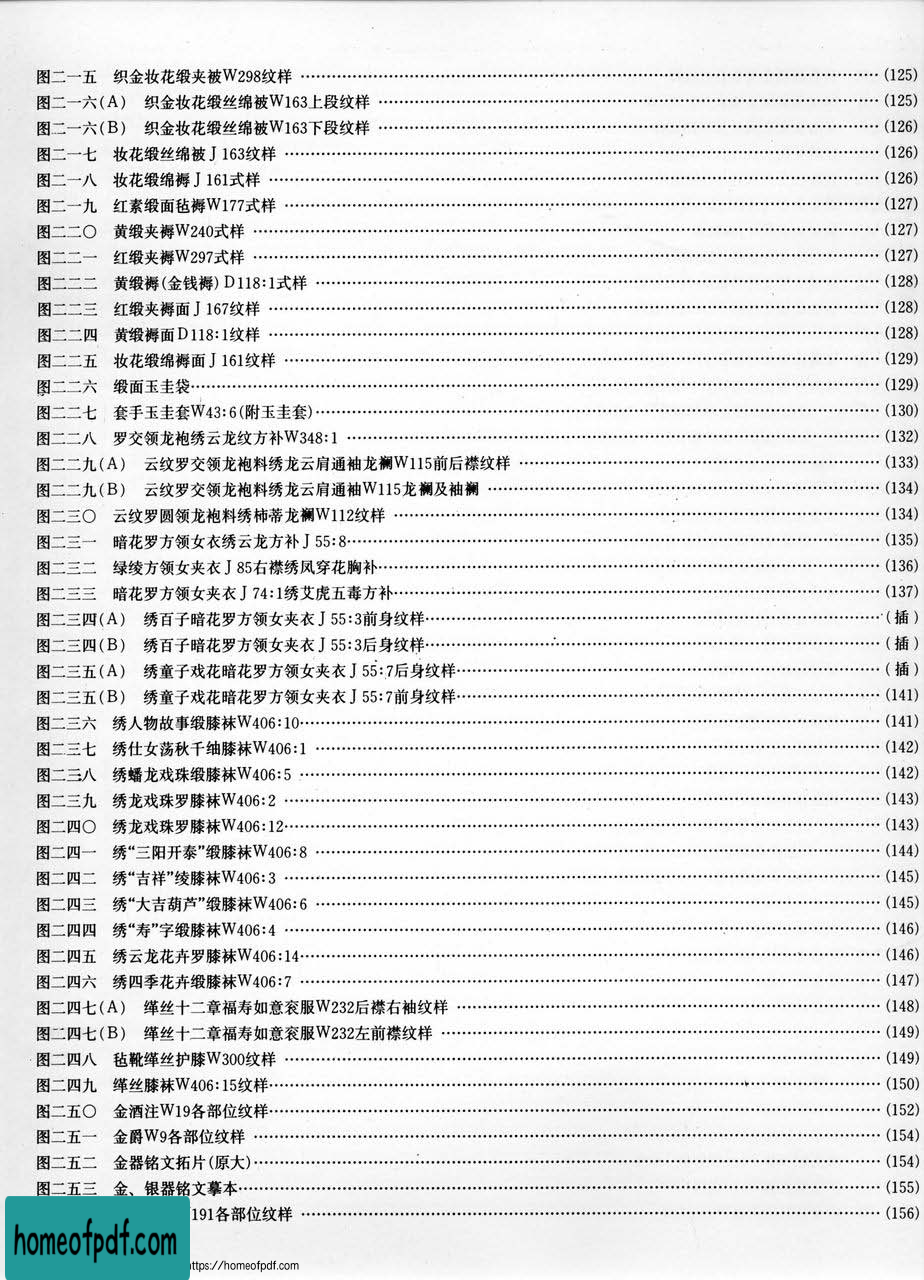 图二一五 织金妆花缎夹被W298纹样 ……(125)
图二一六(A) 织金妆花缎丝绵被W163上段纹样 ……(125)
图二一六(B) 织金妆花缎丝绵被W163下段纹样 ……(126)
图二一七 妆花缎丝绵被J163纹样 ……(126)
图二一八 妆花缎绵褥J161式样 ……(126)
图二一九 红素缎面毡褥W177式样 ……(127)
图二二〇 黄缎夹褥W240式样 ……(127)
图二二一 红缎夹褥W297式样 ……(127)
图二二二 黄缎褥(金钱褥)D118:1式样 ……(128)
图二二三 红缎夹褥面J167纹样 ……(128)
图二二四 黄缎褥面D118:1纹样 ……(128)
图二二五 妆花缎绵褥面J161纹样 ……(129)
图二二六 缎面玉圭袋……(129)
图二二七 套手玉圭套W43:6(附玉圭套)……(130)
图二二八 罗交领龙袍绣云龙纹方补W348:1 ……(132)
图二二九(A) 云纹罗交领龙袍料绣龙云肩通袖龙襕W115前后襟纹样 ……(133)
图二二九(B) 云纹罗交领龙袍料绣龙云肩通袖W115龙襕及袖襕 ……(134)
图二三〇 云纹罗圆领龙袍料绣柿蒂龙襕W112纹样 ……(134)
图二三一 暗花罗方领女衣绣云龙方补J55:8……(135)
图二三二 绿绫方领女夹衣J85右襟绣凤穿花胸补……(136)
图二三三 暗花罗方领女夹衣J74:1绣艾虎五毒方补……(137)
图二三四(A) 绣百子暗花罗方领女夹衣J55:3前身纹样……(插)
图二三四(B) 绣百子暗花罗方领女夹衣J55:3后身纹样……(插)
图二三五(A) 绣童子戏花暗花罗方领女夹衣J55:7后身纹样……(插)
图二三五(B) 绣童子戏花暗花罗方领女夹衣J55:7前身纹样……(141)
图二三六 绣人物故事缎膝袜W406:10……(141)
图二三七 绣仕女荡秋千䌷膝袜W406:1 ……(142)
图二三八 绣蟠龙戏珠缎膝袜W406:5 ……(142)
图二三九 绣龙戏珠罗膝袜W406:2 ……(143)
图二四〇 绣龙戏珠罗膝袜W406:12……(143)
图二四一 绣“三阳开泰”缎膝袜W406:8 ……(144)
图二四二 绣“吉祥”绫膝袜W406:3 ……(145)
图二四三 绣“大吉葫芦”缎膝袜W406:6 ……(145)
图二四四 绣“寿”字缎膝袜W406:4 ……(146)
图二四五 绣云龙花卉罗膝袜W406:14……(146)
图二四六 绣四季花卉缎膝袜W406:7 ……(147)
图二四七(A) 缂丝十二章福寿如意衮服W232后襟右袖纹样 ……(148)
图二四七(B) 缂丝十二章福寿如意衮服W232左前襟纹样 ……(149)
图二四八 毡靴缂丝护膝W300纹样 ……(149)
图二四九 缂丝膝袜W406:15纹样……(150)
图二五〇 金酒注W19各部位纹样……(152)
图二五一 金爵W9各部位纹样 ……(154)
图二五二 金器铭文拓片(原大)……(154)
图二五三 金、银器铭文摹本……(155)
191各部位纹样 ……(156)
homeofpdf.com
https://homeofpdf.com